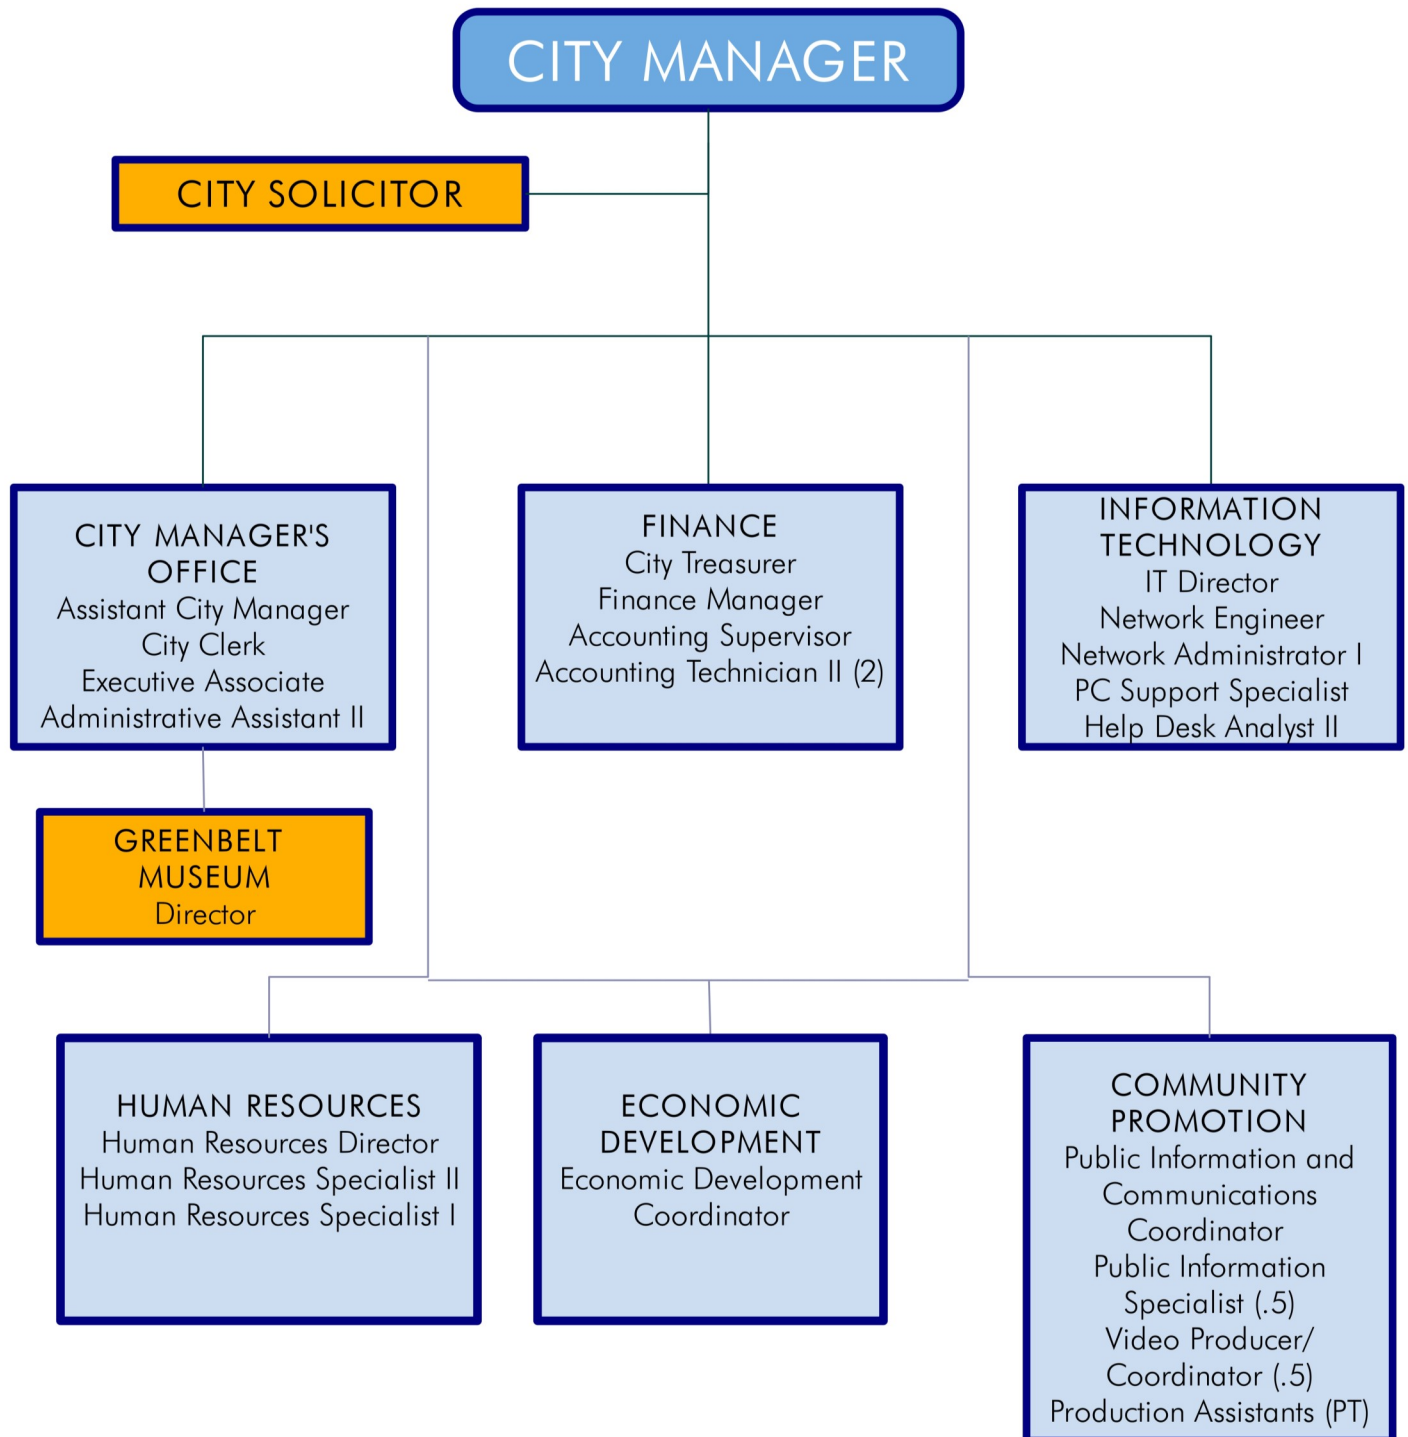 CITY MANAGER
CITY SOLICITOR
CITY MANAGER'S
OFFICE
Assistant City Manager
City Clerk
Executive Associate
Administrative Assistant II
FINANCE
City Treasurer
Finance Manager
Accounting Supervisor
Accounting Technician II (2)
INFORMATION
TECHNOLOGY
IT Director
Network Engineer
Network Administrator I
PC Support Specialist
Help Desk Analyst II
GREENBELT
MUSEUM
Director
HUMAN RESOURCES
Human Resources Director
Human Resources Specialist II
Human Resources Specialist I
ECONOMIC
DEVELOPMENT
Economic Development
Coordinator
COMMUNITY
PROMOTION
Public Information and
Communications
Coordinator
Public Information
Specialist (.5)
Video Producer/
Coordinator (.5)
Production Assistants (PT)